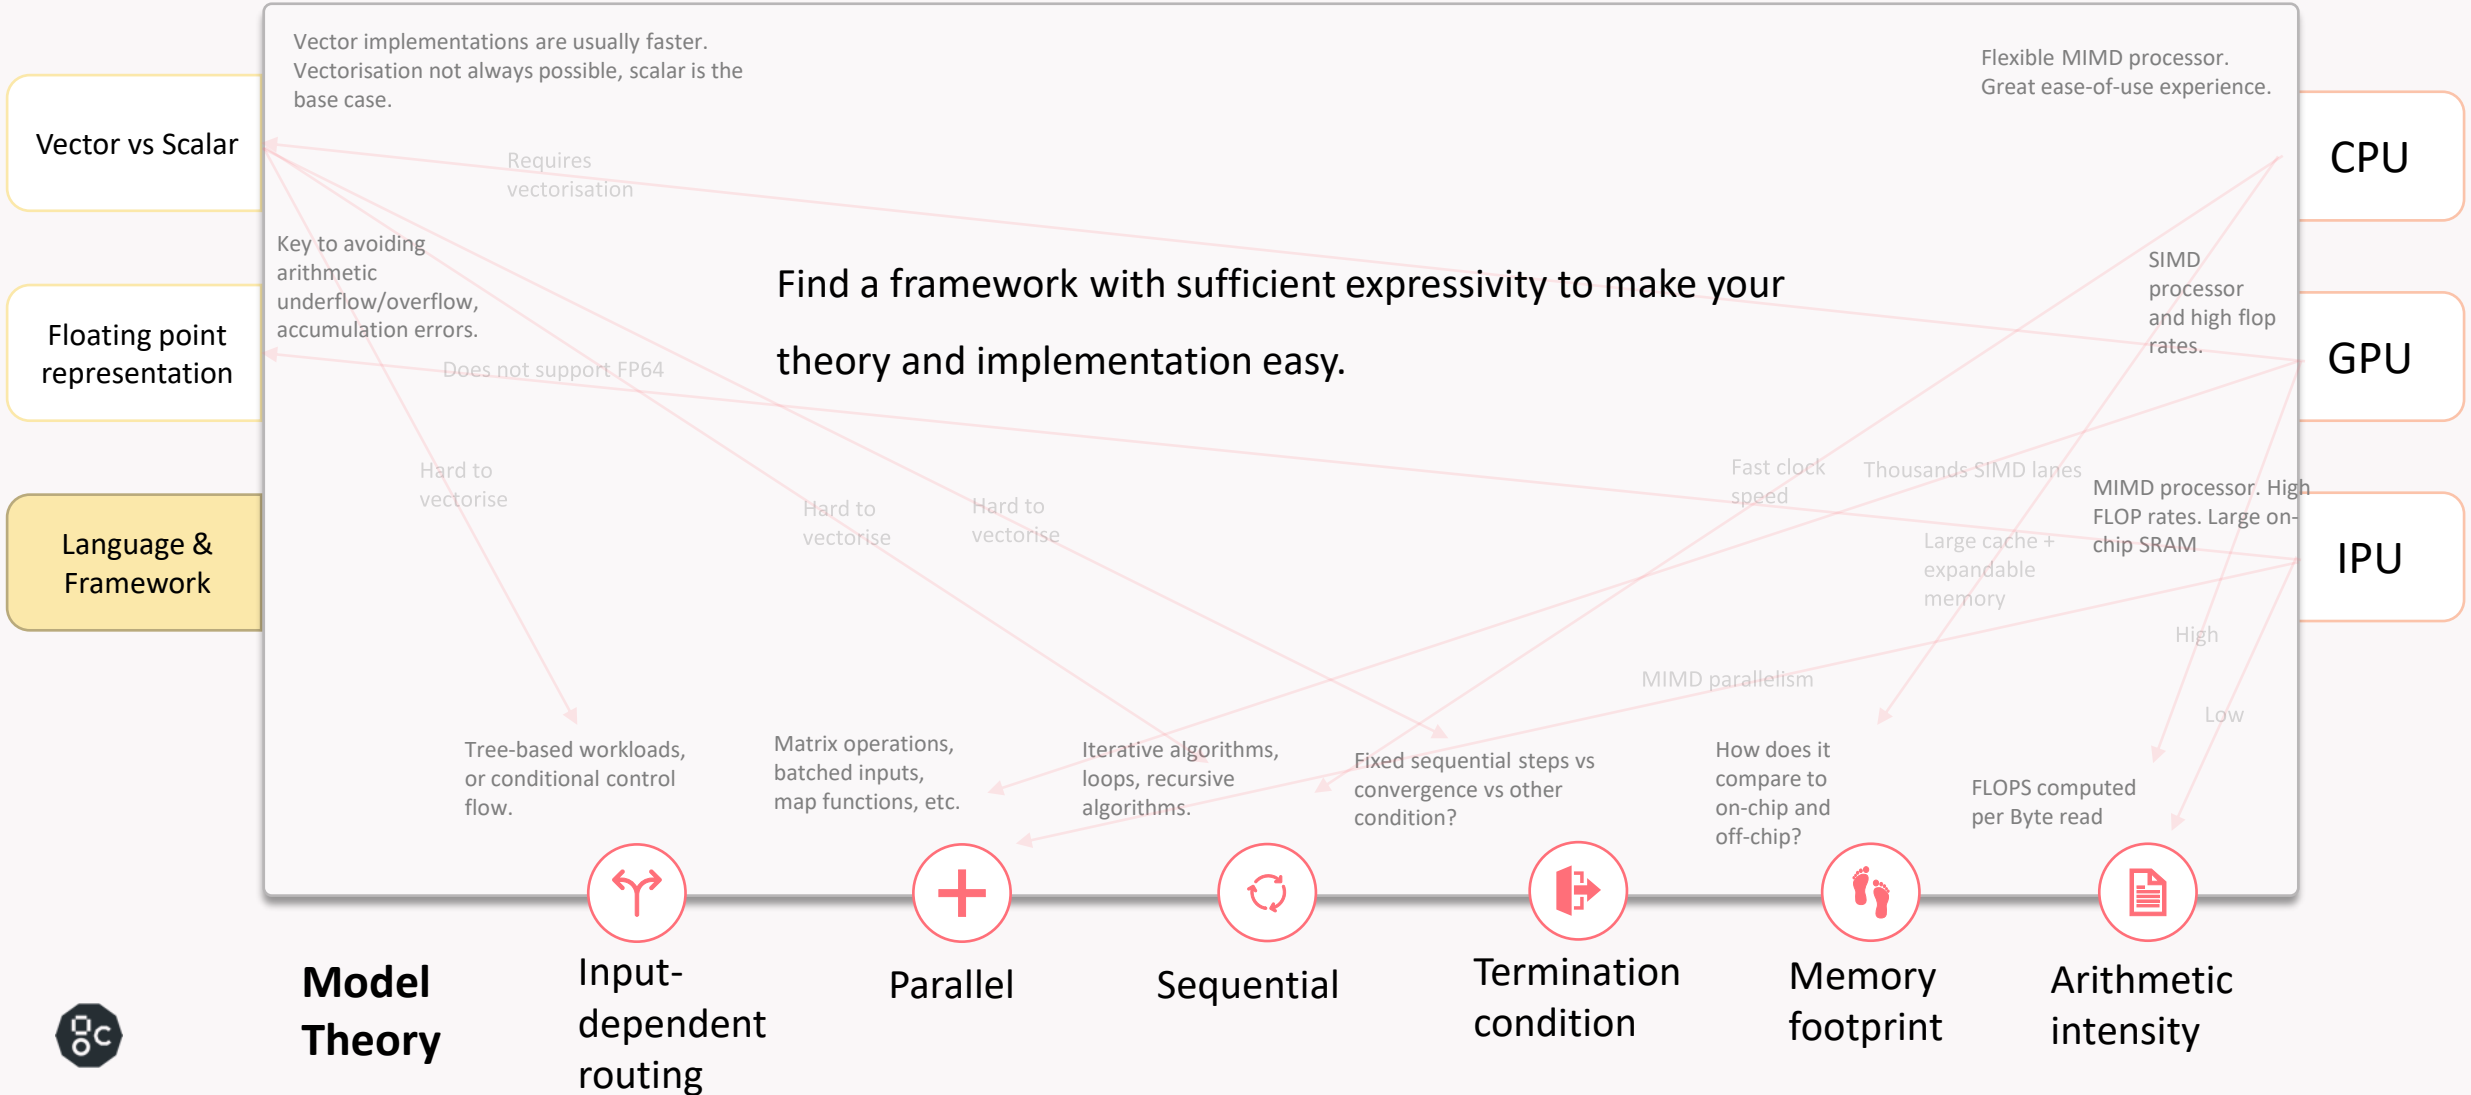 Vector implementations are usually faster.
Vectorisation not always possible, scalar is the
base case.
Flexible MIMD processor.
Great ease-of-use experience.
Vector vs Scalar
CPU
Requires
vectorisation
Key to avoiding
arithmetic
underflow/overflow,
accumulation errors.
Find a framework with sufficient expressivity to make your
theory and implementation easy.
SIMD
processor
and high flop
rates.
Floating point
representation
GPU
Does not support FP64
Hard to
vectorise
Hard to
vectorise
Hard to
vectorise
Fast clock
speed
Thousands SIMD lanes
MIMD processor. High
FLOP rates. Large on-
chip SRAM
Language &
Framework
IPU
Large cache +
expandable
memory
High
MIMD parallelism
Low
Tree-based workloads,
or conditional control
flow.
Matrix operations,
batched inputs,
map functions, etc.
Iterative algorithms,
loops, recursive
algorithms.
Fixed sequential steps vs
convergence vs other
condition?
How does it
compare to
on-chip and
off-chip?
FLOPS computed
per Byte read
Model
Theory
Input-
dependent
routing
Parallel
Sequential
Termination
condition
Memory
footprint
Arithmetic
intensity
gc